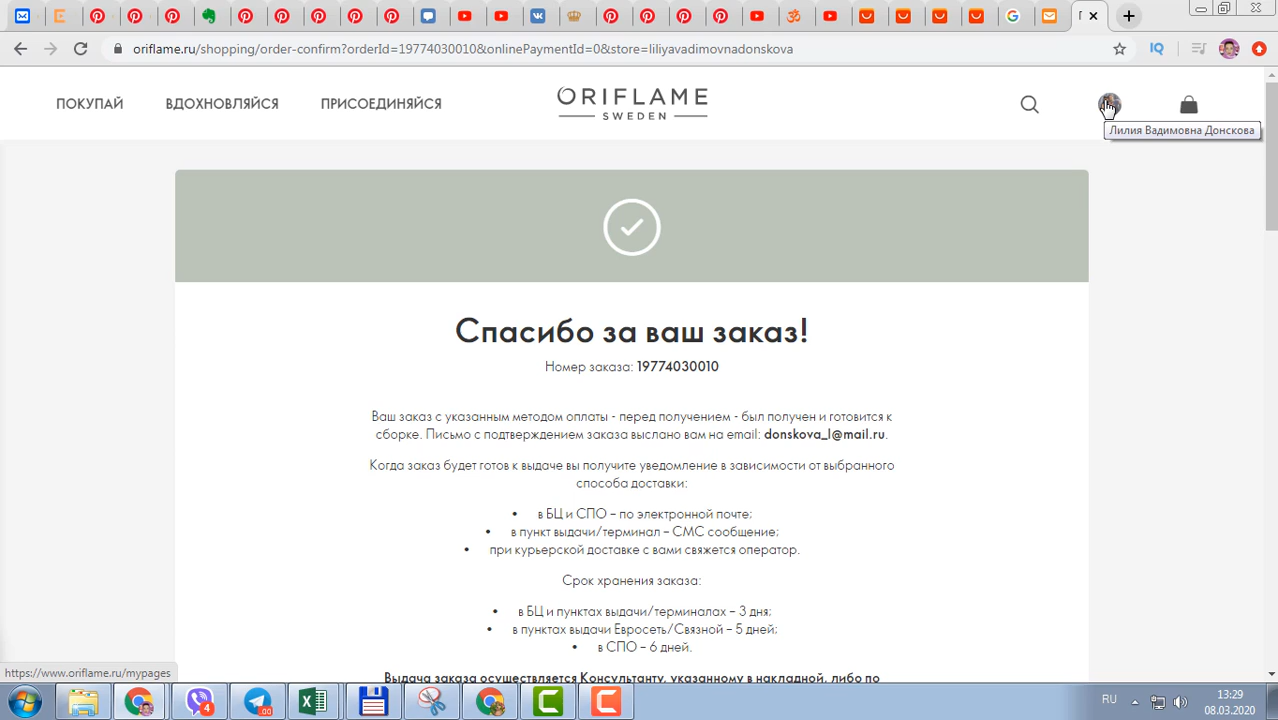 oriflame.ru/shopping/order-confirm?orderId=19774030010&onlinePaymentId=0&store=liliyavadimovnadonskova
IQ
ПОКУПАЙ ВДОХНОВЛЯЙСЯ ПРИСОЕДИНЯЙСЯ
ORIFLAME
SWEDEN
Лилия Вадимовна Донскова
Спасибо за ваш заказ!
Номер заказа: 19774030010
Ваш заказ с указанным методом оплаты - перед получением - был получен и готовится к
сборке. Письмо с подтверждением заказа выслано вам на email: donskova_l@mail.ru.
Когда заказ будет готов к выдаче вы получите уведомление в зависимости от выбранного
способа доставки:
• в БЦ и СПО – по электронной почте;
• в пункт выдачи/терминал – СМС сообщение;
• при курьерской доставке с вами свяжется оператор.
Срок хранения заказа:
• в БЦ и пунктах выдачи/терминалах – 3 дня;
• в пунктах выдачи Евросеть/Связной – 5 дней;
• в СПО – 6 дней.
Выдача заказа осуществляется Консультанту, указанному в накладной, либо по
https://www.oriflame.ru/mypages
4
RU
13:29
08.03.2020